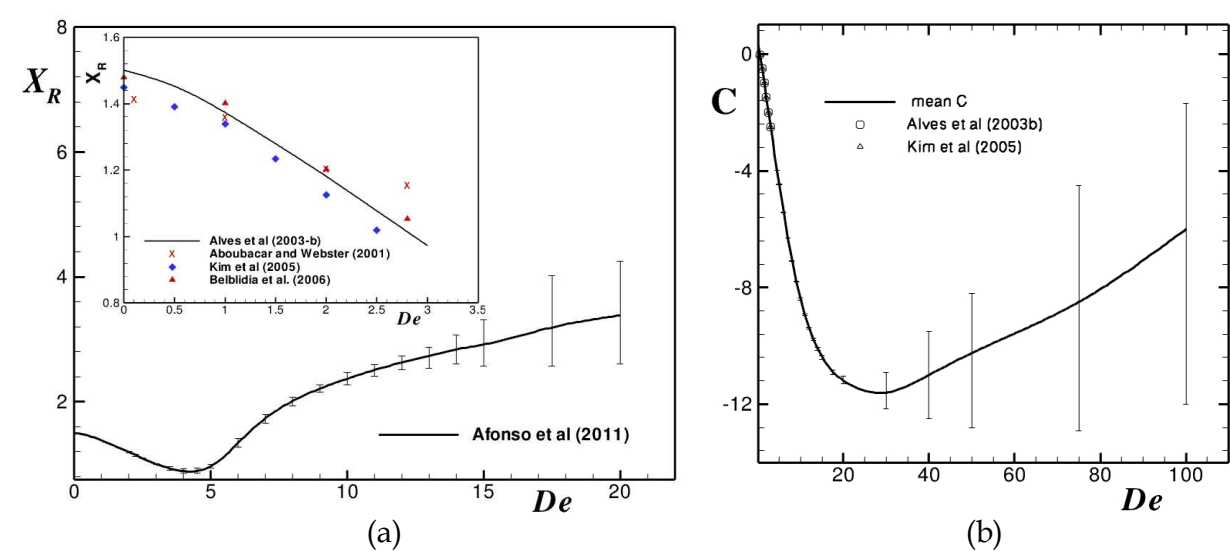 8
X_R
6
4
2
0
5
10
15
20
De
Afonso et al (2011)
1.6
X_R
1.4
1.2
1
0.8
0
0.5
1
1.5
2
2.5
3
3.5
De
Alves et al (2003-b)
Aboubacar and Webster (2001)
Kim et al (2005)
Belblidia et al. (2006)
(a)
0
C
-4
-8
-12
20
40
60
80
100
De
mean C
Alves et al (2003b)
Kim et al (2005)
(b)